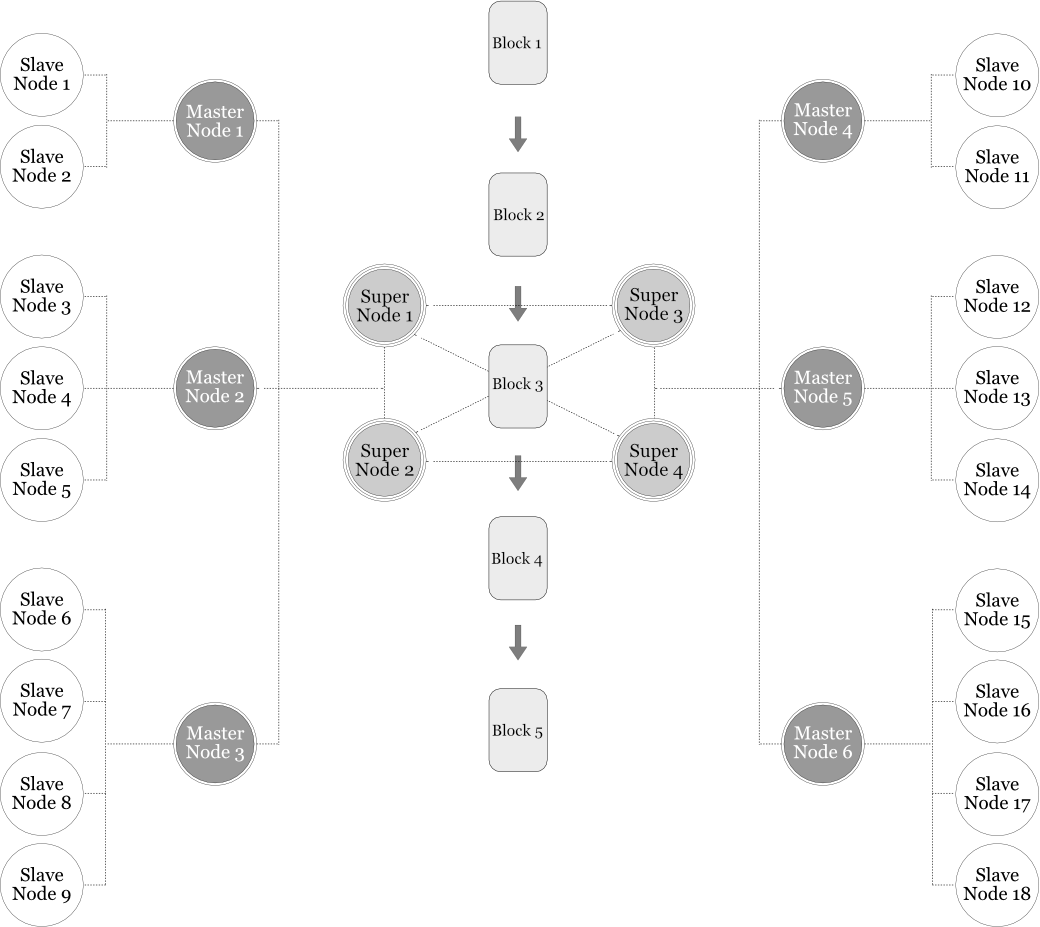 Slave
Node 1
Slave
Node 2
Master
Node 1
Slave
Node 3
Slave
Node 4
Slave
Node 5
Master
Node 2
Slave
Node 6
Slave
Node 7
Slave
Node 8
Slave
Node 9
Master
Node 3
Block 1
Block 2
Super
Node 1
Super
Node 3
Block 3
Super
Node 2
Super
Node 4
Block 4
Block 5
Master
Node 4
Slave
Node 10
Slave
Node 11
Master
Node 5
Slave
Node 12
Slave
Node 13
Slave
Node 14
Master
Node 6
Slave
Node 15
Slave
Node 16
Slave
Node 17
Slave
Node 18